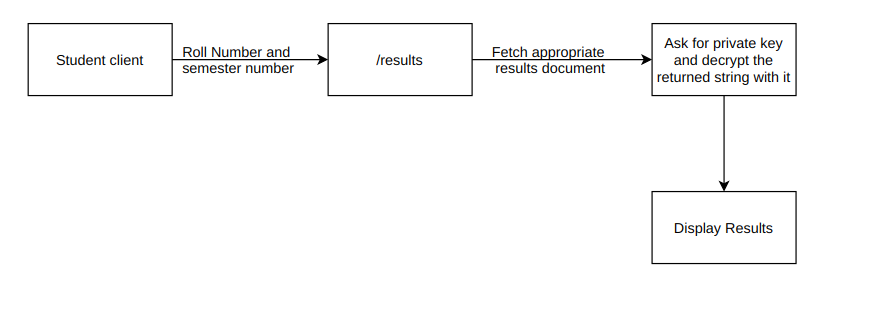 Student client
Roll Number and
semester number
/results
Fetch appropriate
results document
Ask for private key
and decrypt the
returned string with it
Display Results